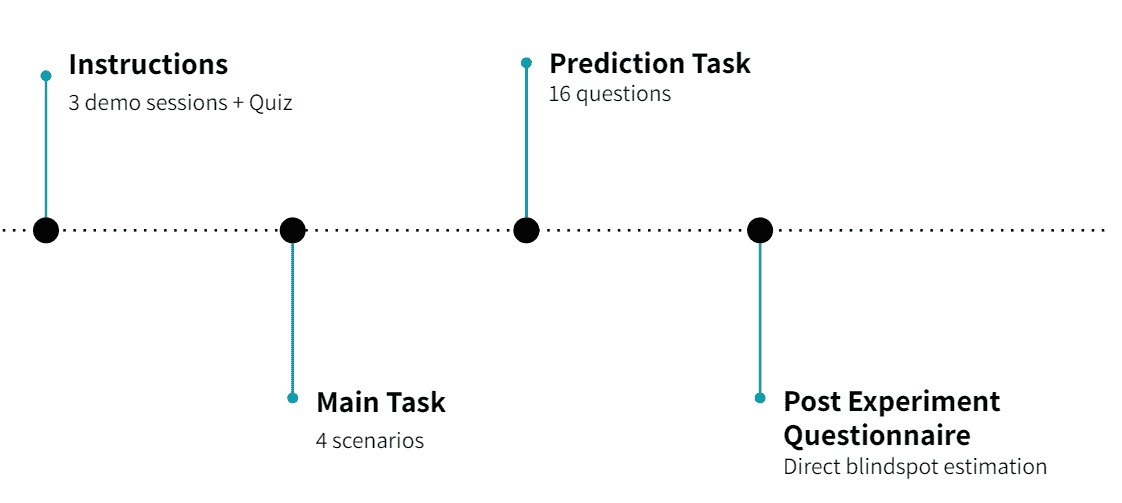 Instructions
3 demo sessions + Quiz
Prediction Task
16 questions
Main Task
4 scenarios
Post Experiment
Questionnaire
Direct blindspot estimation